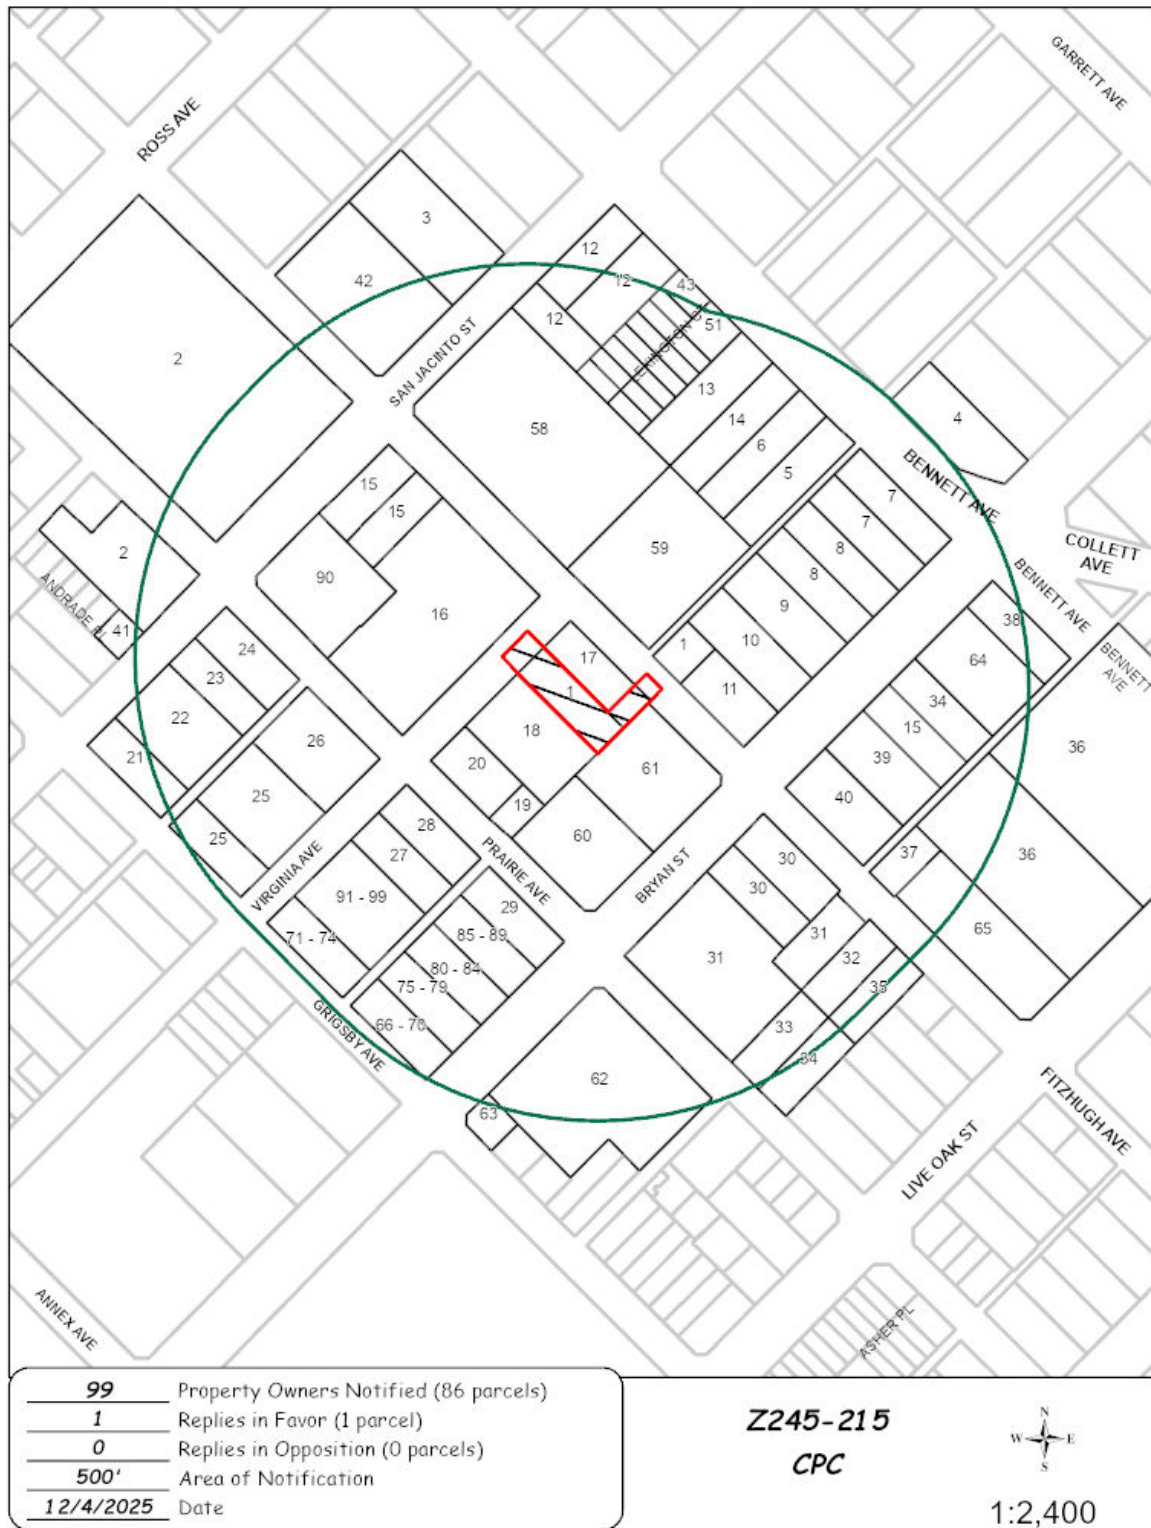 GARRETT AVE
ROSS AVE
3
12
42
12
43
12
51
SAN JACINTO ST
2
LEXINGTON CT
13
4
58
14
6
5
BENNETT AVE
15
7
15
7
COLLETT AVE
2
59
8
8
BENNETT AVE
90
ANDRADE
16
9
38
41
24
17
1
10
BENNETT AVE
23
1
11
64
34
22
26
18
15
36
21
20
61
39
25
19
40
25
28
60
PRAIRIE AVE
VIRGINIA AVE
27
BRYAN ST
30
37
36
91 - 99
29
30
71 - 74
85 - 89
31
65
80 - 84
31
32
75 - 79
35
GRIGSBY AVE
33
34
62
63
FITZHUGH AVE
LIVE OAK ST
ANNEX AVE
ASHER PL
99 Property Owners Notified (86 parcels)
1 Replies in Favor (1 parcel)
0 Replies in Opposition (0 parcels)
500' Area of Notification
12/4/2025 Date
Z245-215
CPC
N
W E
S
1:2,400